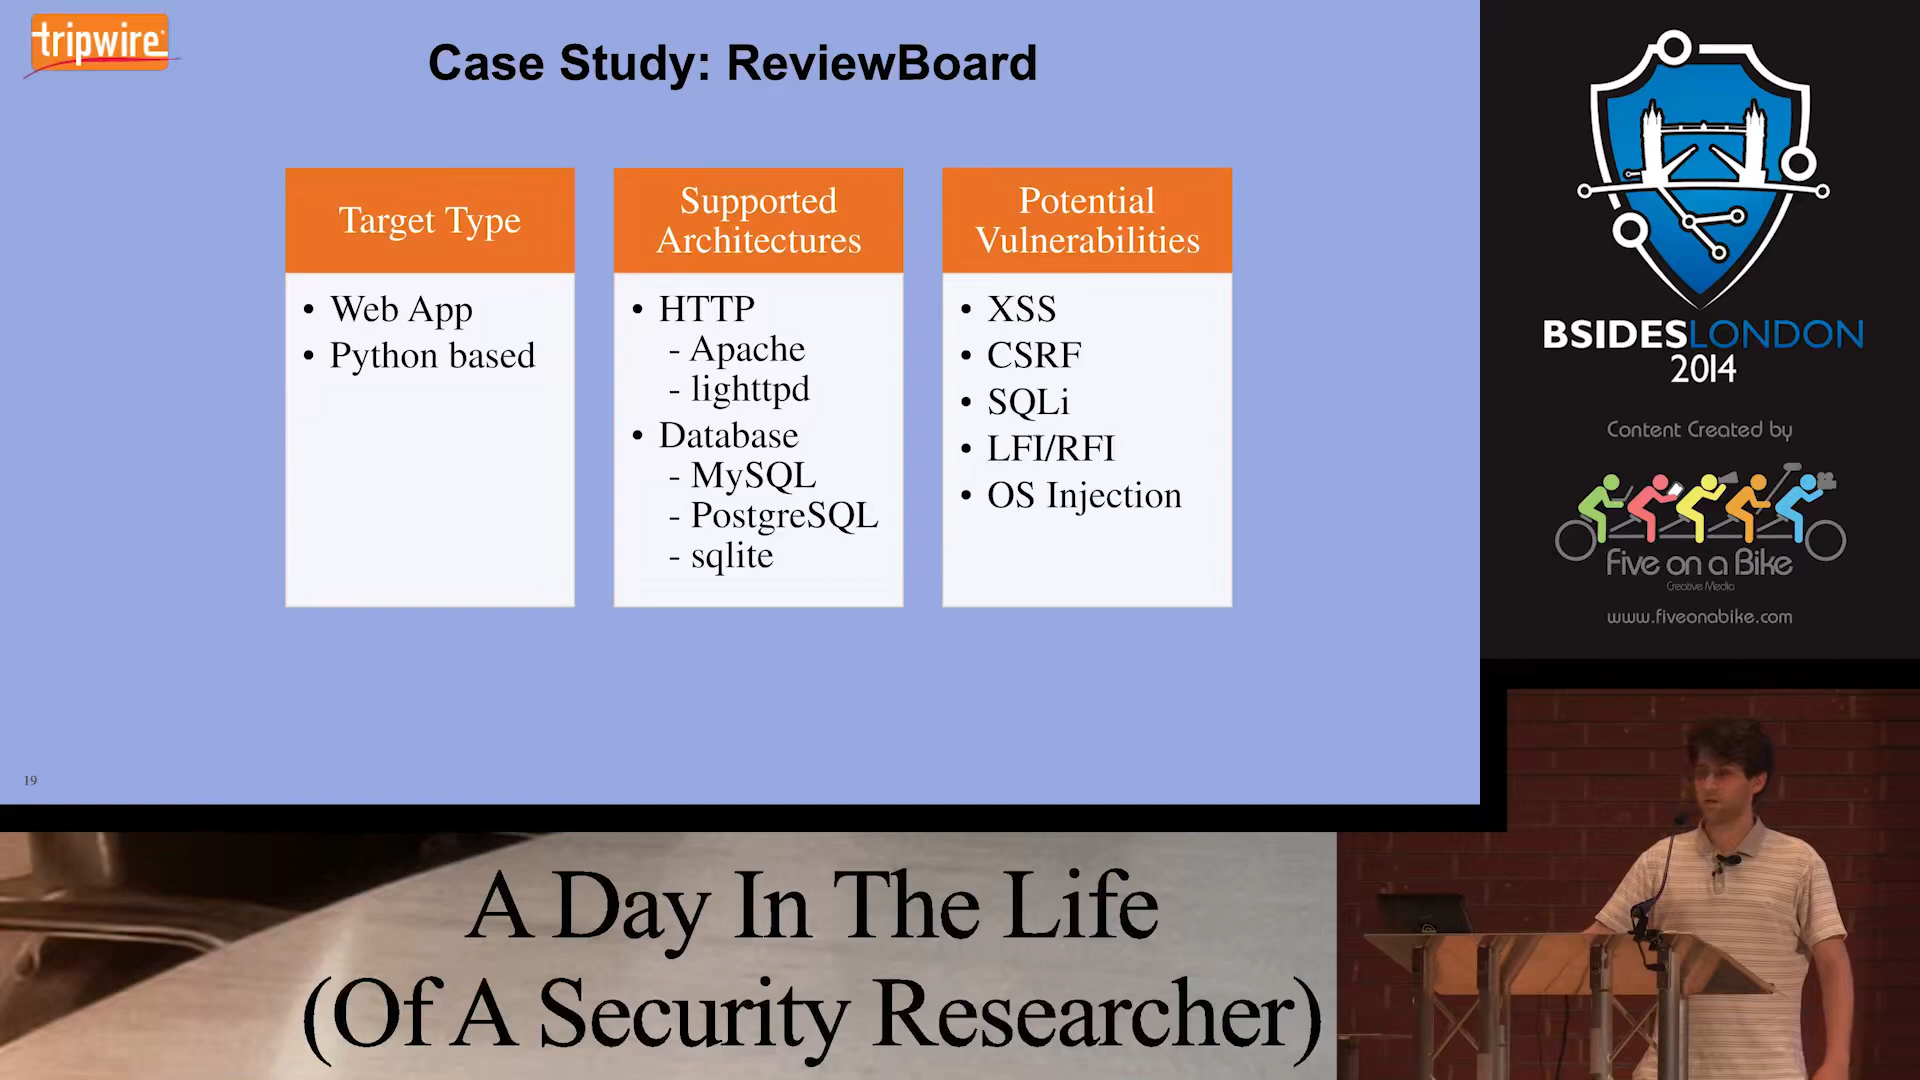 tripwire
Case Study: ReviewBoard
Target Type
• Web App
• Python based
Supported
Architectures
• HTTP
- Apache
- lighttpd
• Database
- MySQL
- PostgreSQL
- sqlite
Potential
Vulnerabilities
• XSS
• CSRF
• SQLi
• LFI/RFI
• OS Injection
19
BSIDESLONDON
2014
Content Created by
Five on a Bike
Creative Media
www.fiveonabike.com
A Day In The Life
(Of A Security Researcher)